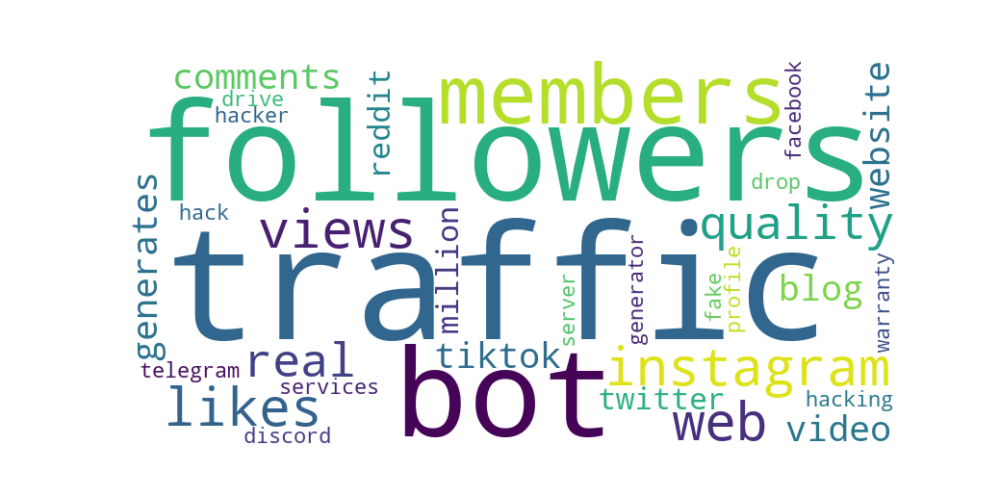 comments
members
facebook
website
drive
hacker
reddit
followers
drop
generates
hack
views
million
quality
traffic
server
generator
fake
profile
blog
warranty
telegram
real
services
tiktok
instagram
likes
discord
bot
twitter
web
hacking
video